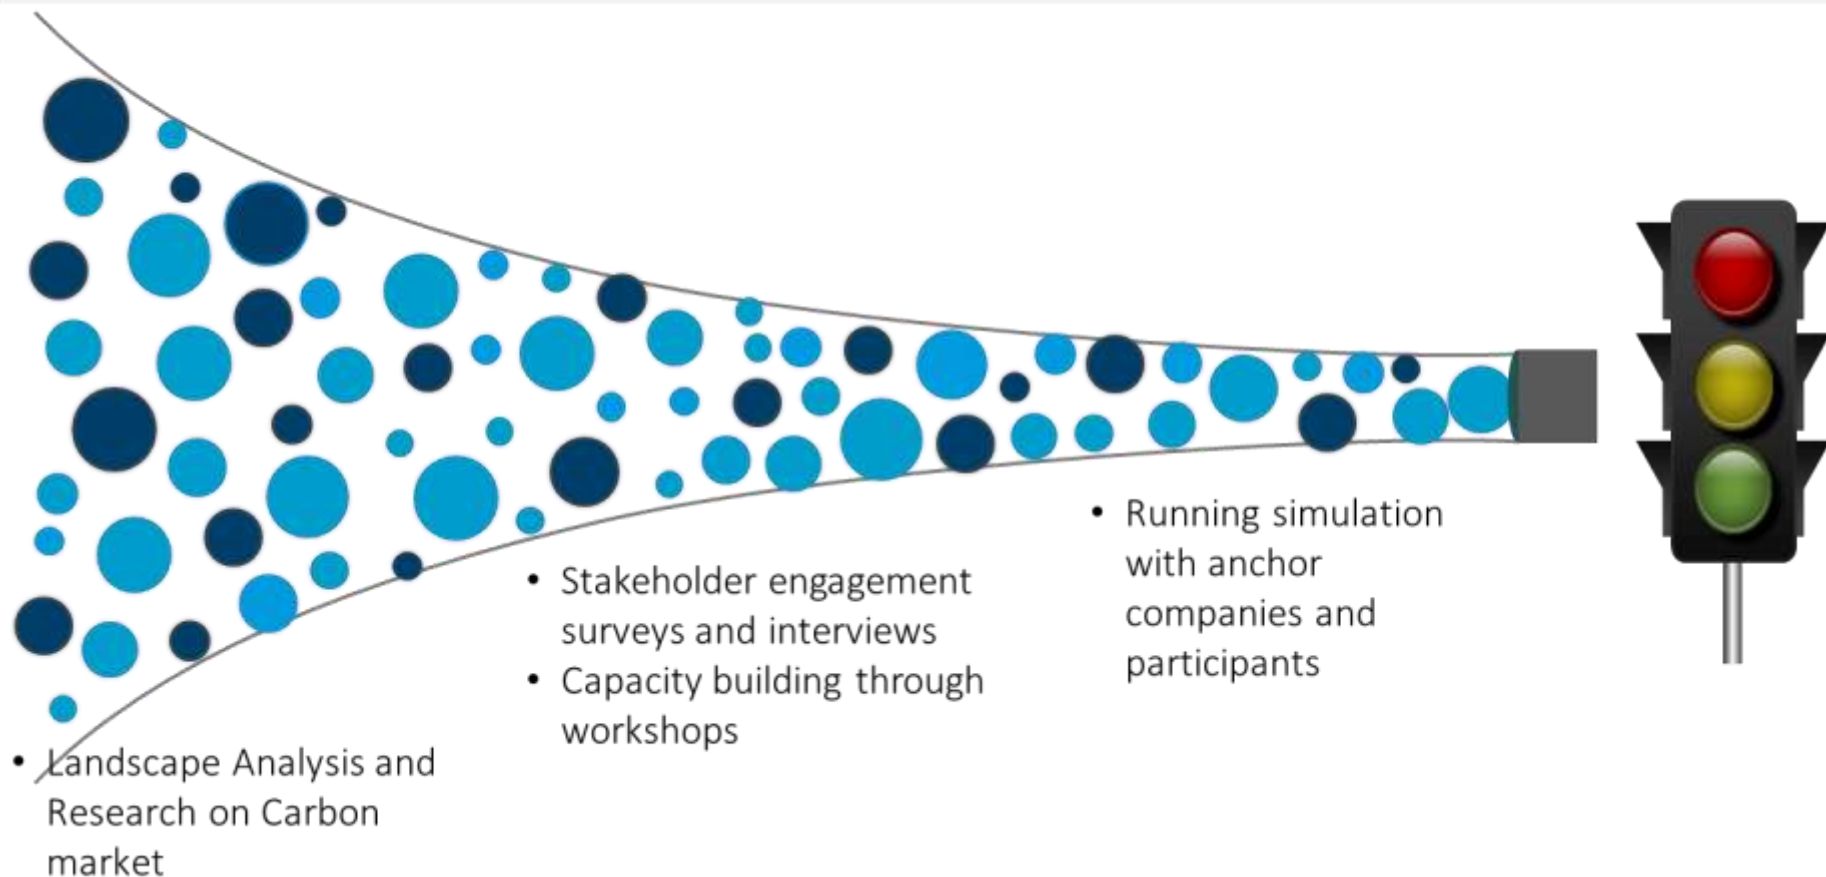 • Landscape Analysis and
Research on Carbon
market
• Stakeholder engagement
surveys and interviews
• Capacity building through
workshops
• Running simulation
with anchor
companies and
participants